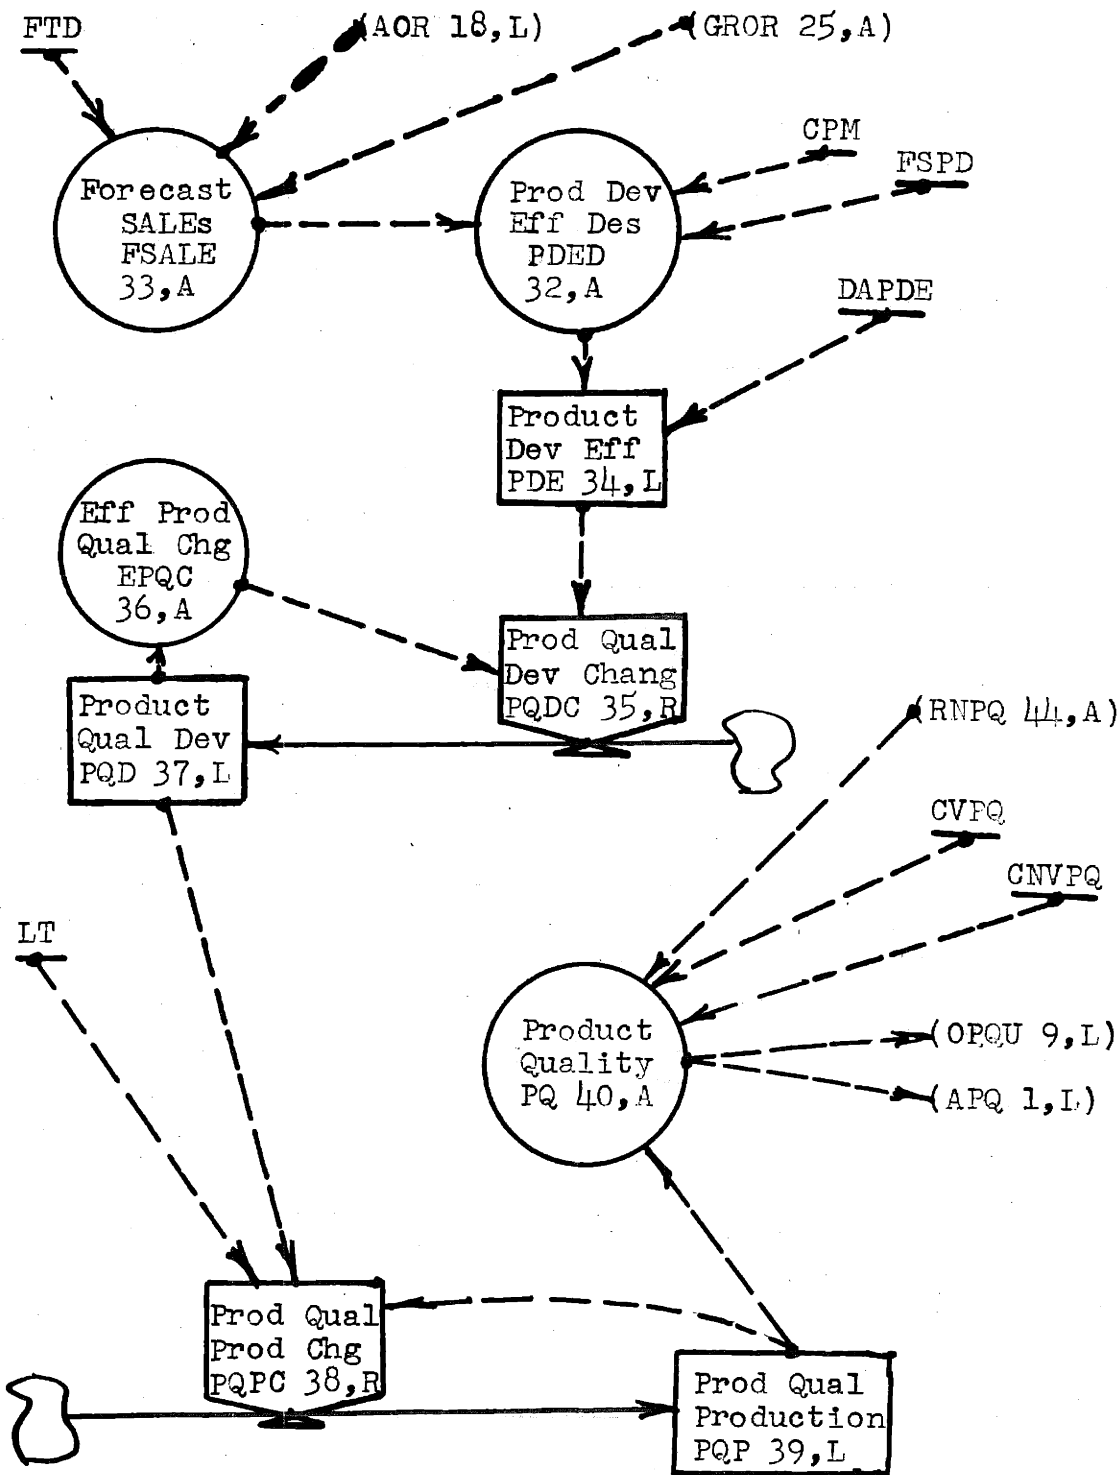 FTD
(AOR 18,L)
(GROR 25,A)
CPM
FSPD
Forecast
SALEs
FSALE
33,A
Prod Dev
Eff Des
PDED
32,A
DAPDE
Product
Dev Eff
PDE 34,L
Eff Prod
Qual Chg
EPQC
36,A
Prod Qual
Dev Chang
PQDC 35,R
Product
Qual Dev
PQD 37,L
(RNPQ 44,A)
CVPQ
CNVPQ
LT
Product
Quality
PQ 40,A
(OPQU 9,L)
(APQ 1,L)
Prod Qual
Prod Chg
PQPC 38,R
Prod Qual
Production
PQP 39,L